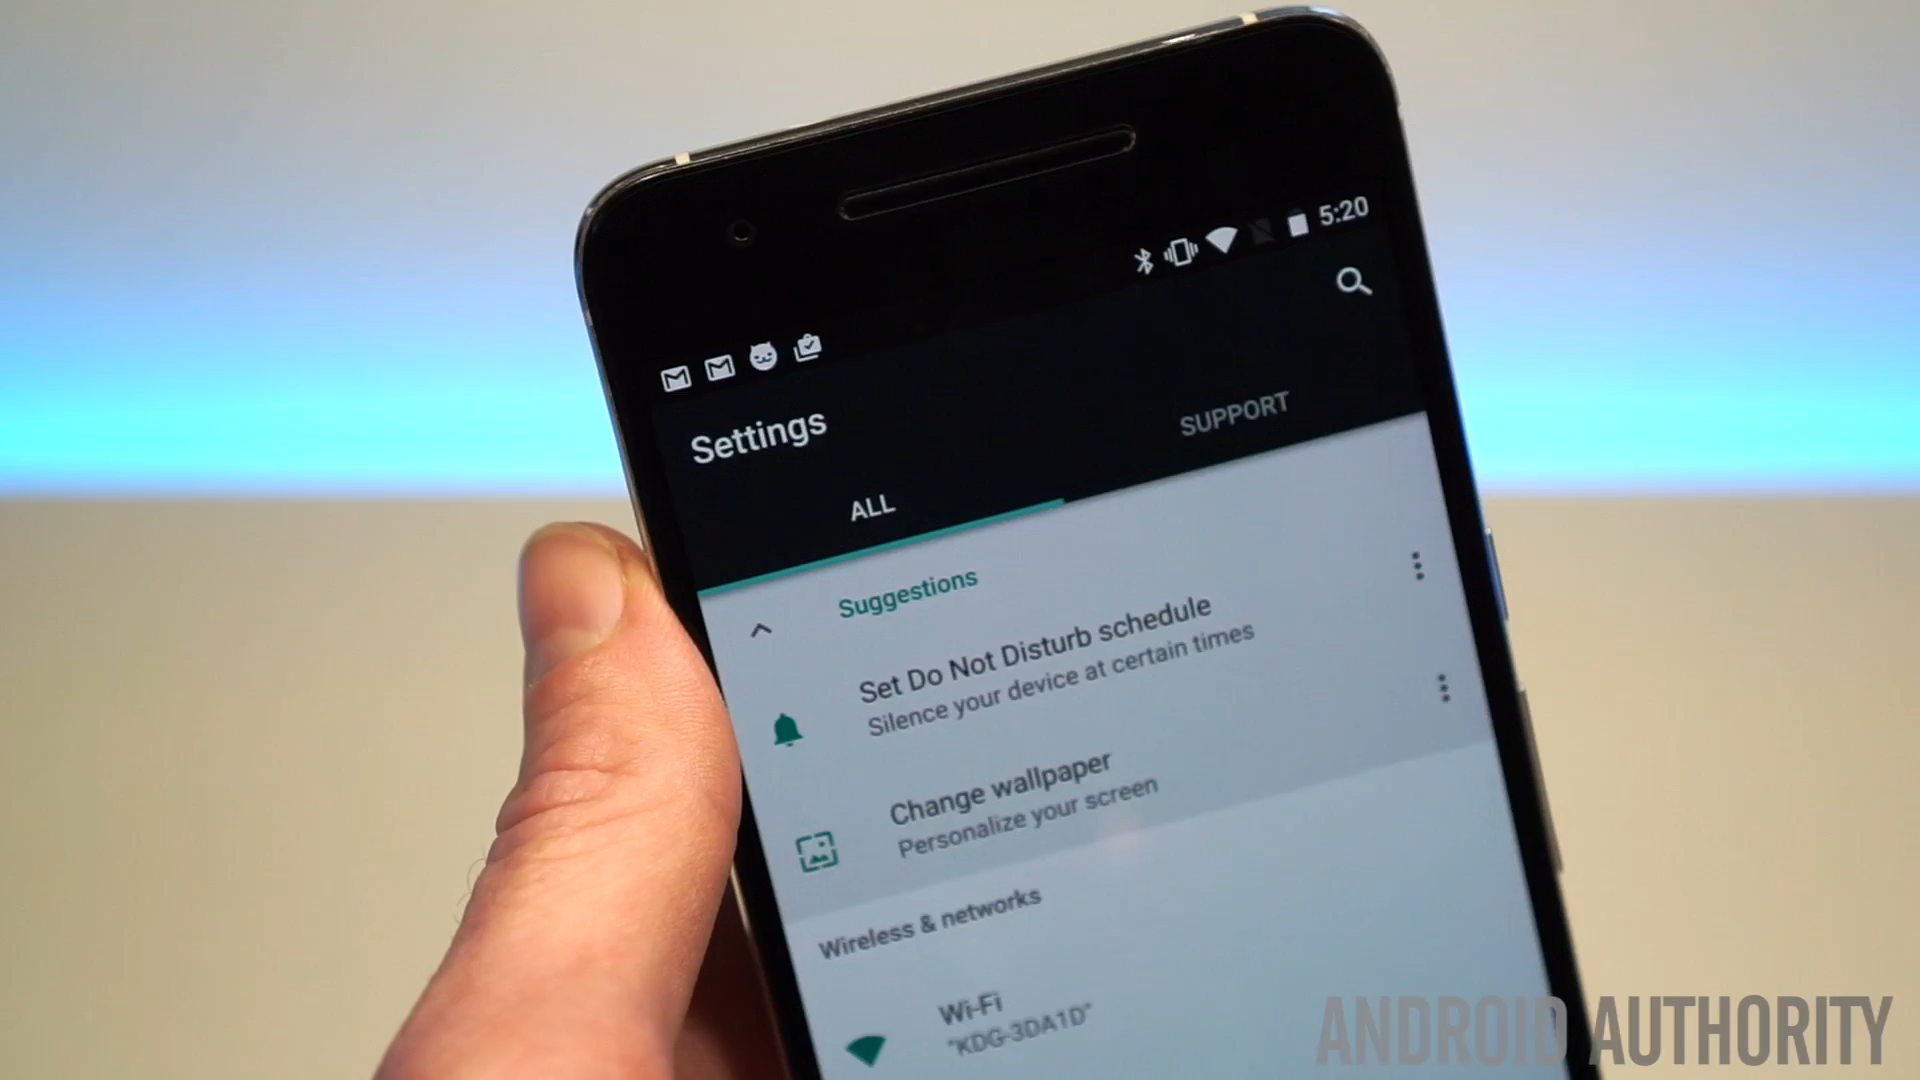 5:20
Settings
ALL
SUPPORT
Suggestions
Set Do Not Disturb schedule
Silence your device at certain times
Change wallpaper
Personalize your screen
Wireless & networks
Wi-Fi
"KDG-3DA1D"
ANDROID AUTHORITY